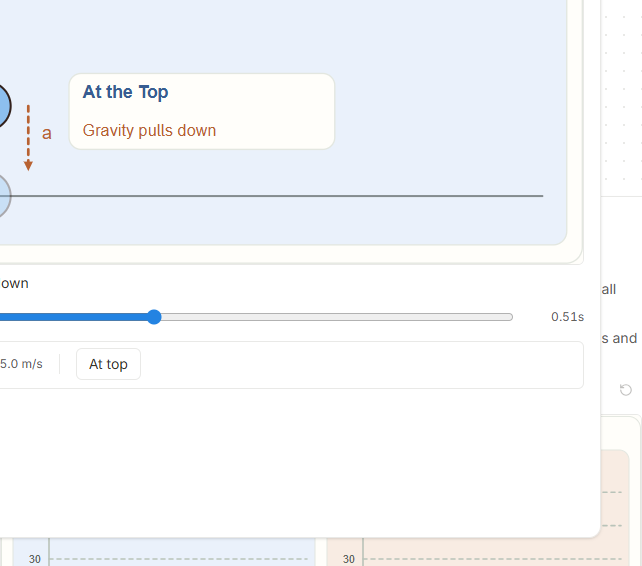 At the Top
Gravity pulls down
a
own
0.51s
5.0 m/s
At top
all
s and
30
30